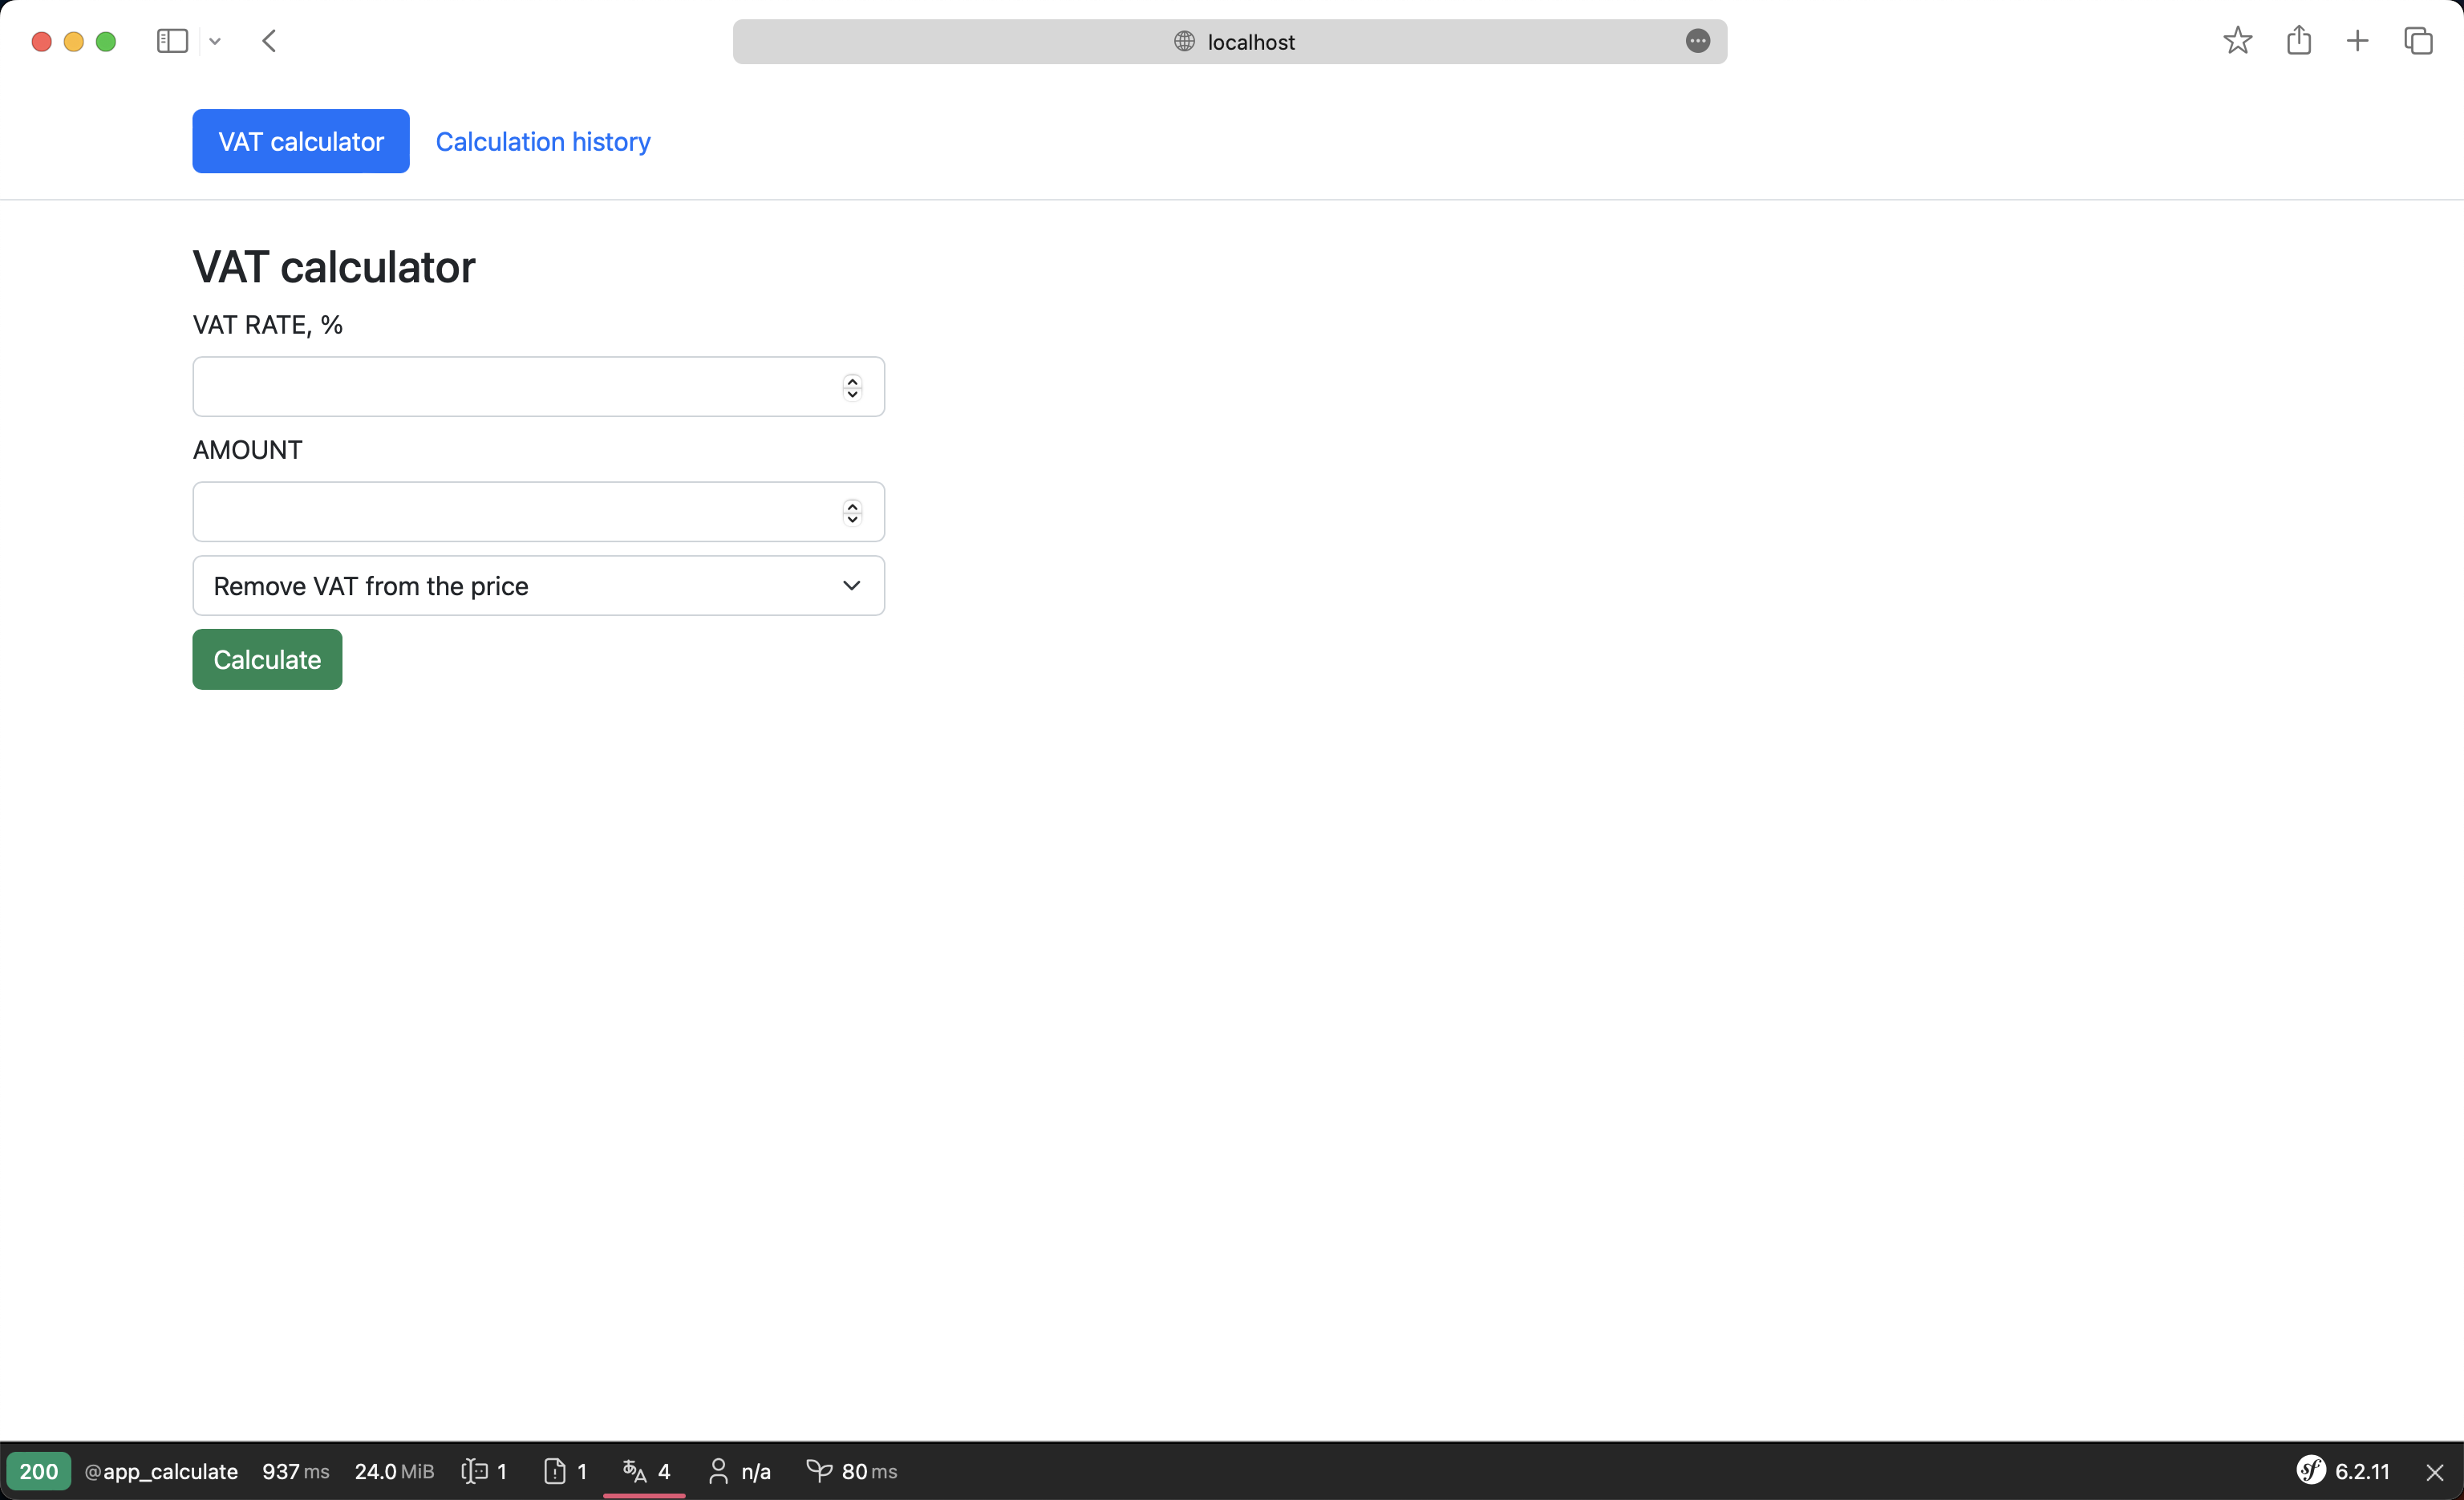 localhost
VAT calculator Calculation history
VAT calculator
VAT RATE, %
AMOUNT
Remove VAT from the price
Calculate
200 @app_calculate 937 ms 24.0 MiB 1 1 4 n/a 80 ms 6.2.11